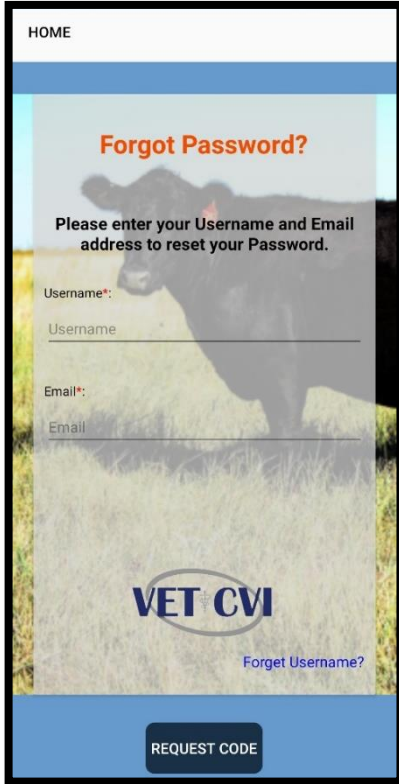 HOME
Forgot Password?
Please enter your Username and Email
address to reset your Password.
Username*:
Username
Email*:
Email
VET CVI
Forget Username?
REQUEST CODE